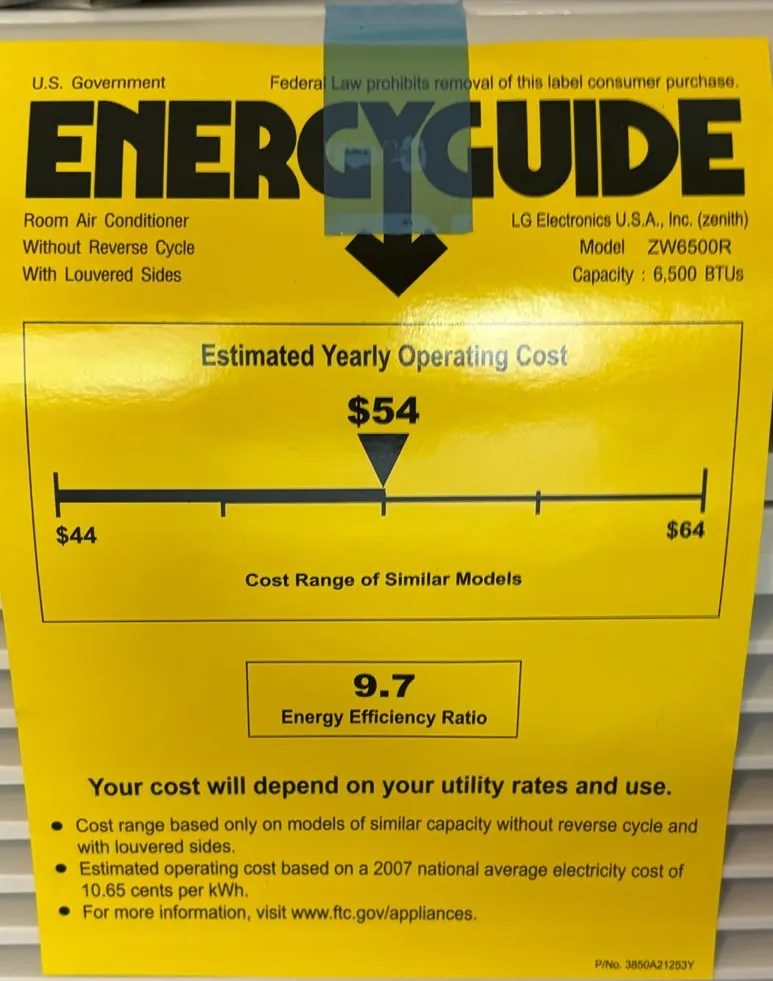 U.S. Government Federal Law prohibits removal of this label consumer purchase.
ENERGYGUIDE
Room Air Conditioner
Without Reverse Cycle
With Louvered Sides
LG Electronics U.S.A., Inc. (zenith)
Model ZW6500R
Capacity : 6,500 BTUs
Estimated Yearly Operating Cost
$54
$44 $64
Cost Range of Similar Models
9.7
Energy Efficiency Ratio
Your cost will depend on your utility rates and use.
● Cost range based only on models of similar capacity without reverse cycle and
with louvered sides.
● Estimated operating cost based on a 2007 national average electricity cost of
10.65 cents per kWh.
● For more information, visit www.ftc.gov/appliances.
P/No. 3850A21253Y